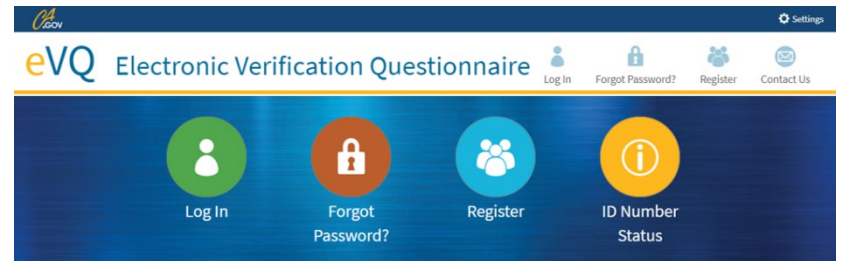 CA.GOV
Settings
eVQ Electronic Verification Questionnaire
Log In
Forgot Password?
Register
Contact Us
Log In
Forgot
Password?
Register
ID Number
Status